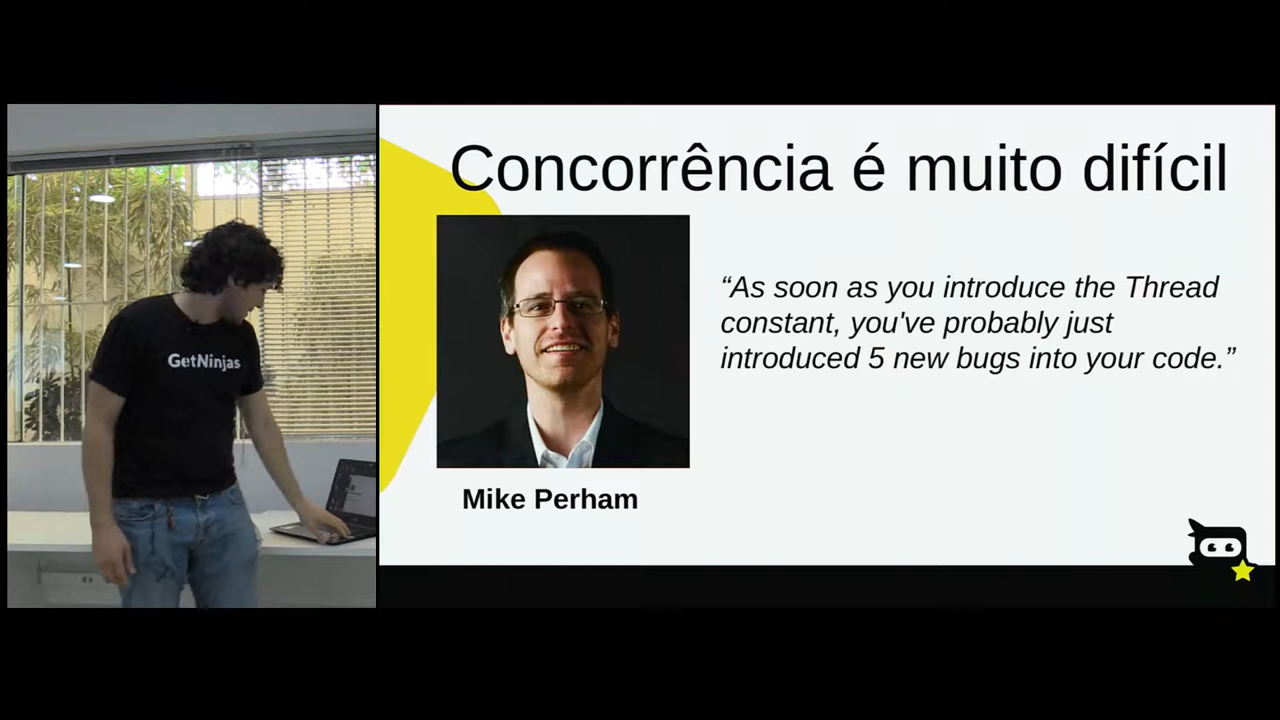 GetNinjas
Concorrência é muito difícil
“As soon as you introduce the Thread
constant, you've probably just
introduced 5 new bugs into your code.”
Mike Perham